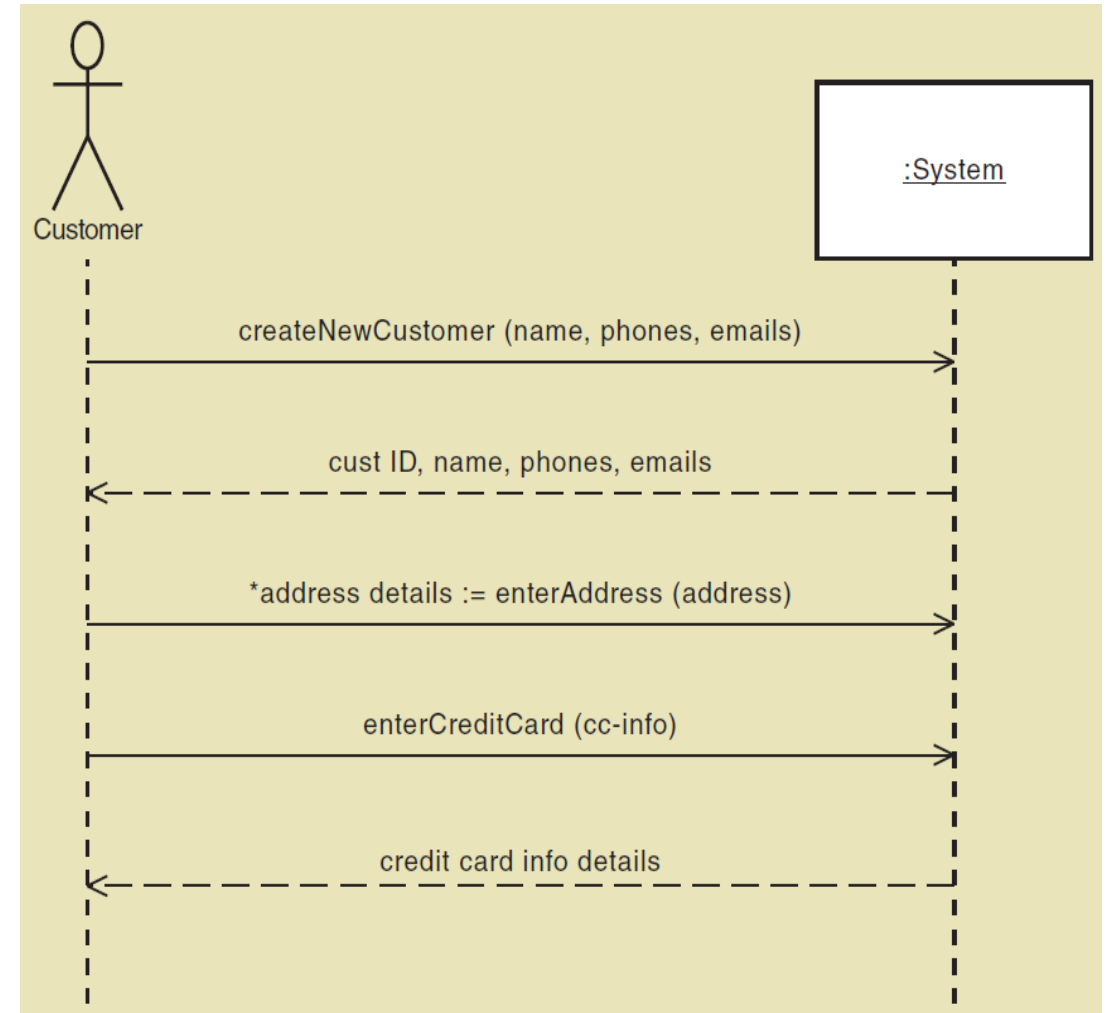 :System
Customer
createNewCustomer (name, phones, emails)
cust ID, name, phones, emails
*address details := enterAddress (address)
enterCreditCard (cc-info)
credit card info details